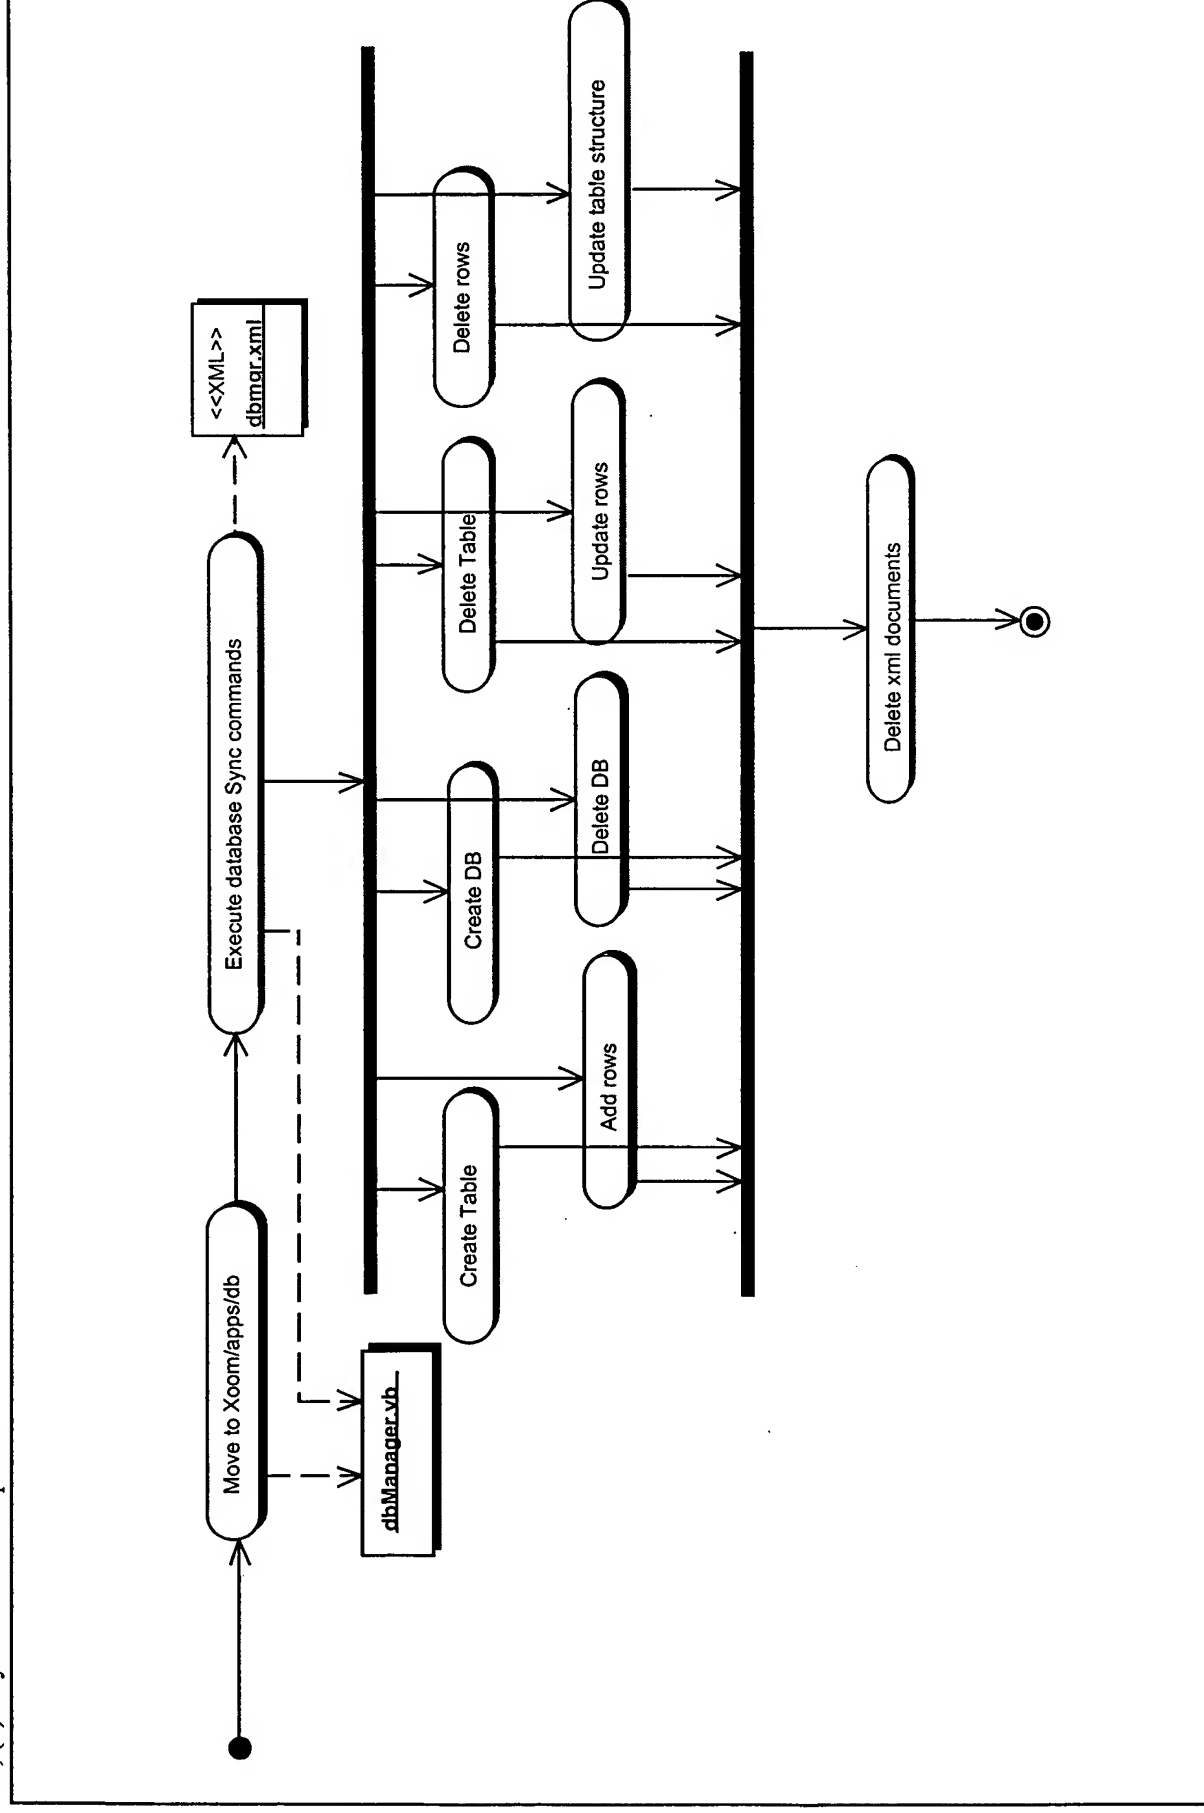 Move to Xoom/apps/db
Execute database Sync commands
<<XML>>
dbmgr.xml
dbManager.vb
Create Table
Create DB
Delete Table
Delete rows
Add rows
Delete DB
Update rows
Update table structure
Delete xml documents